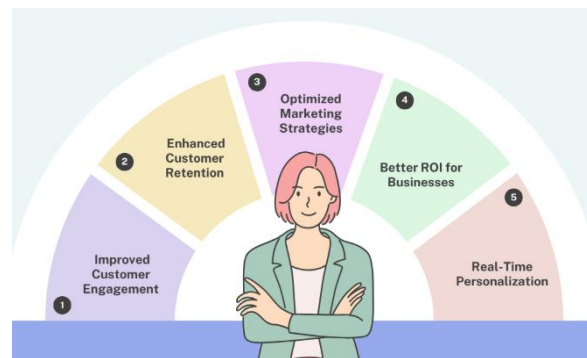 1
Improved
Customer
Engagement
2
Enhanced
Customer
Retention
3
Optimized
Marketing
Strategies
4
Better ROI for
Businesses
5
Real-Time
Personalization